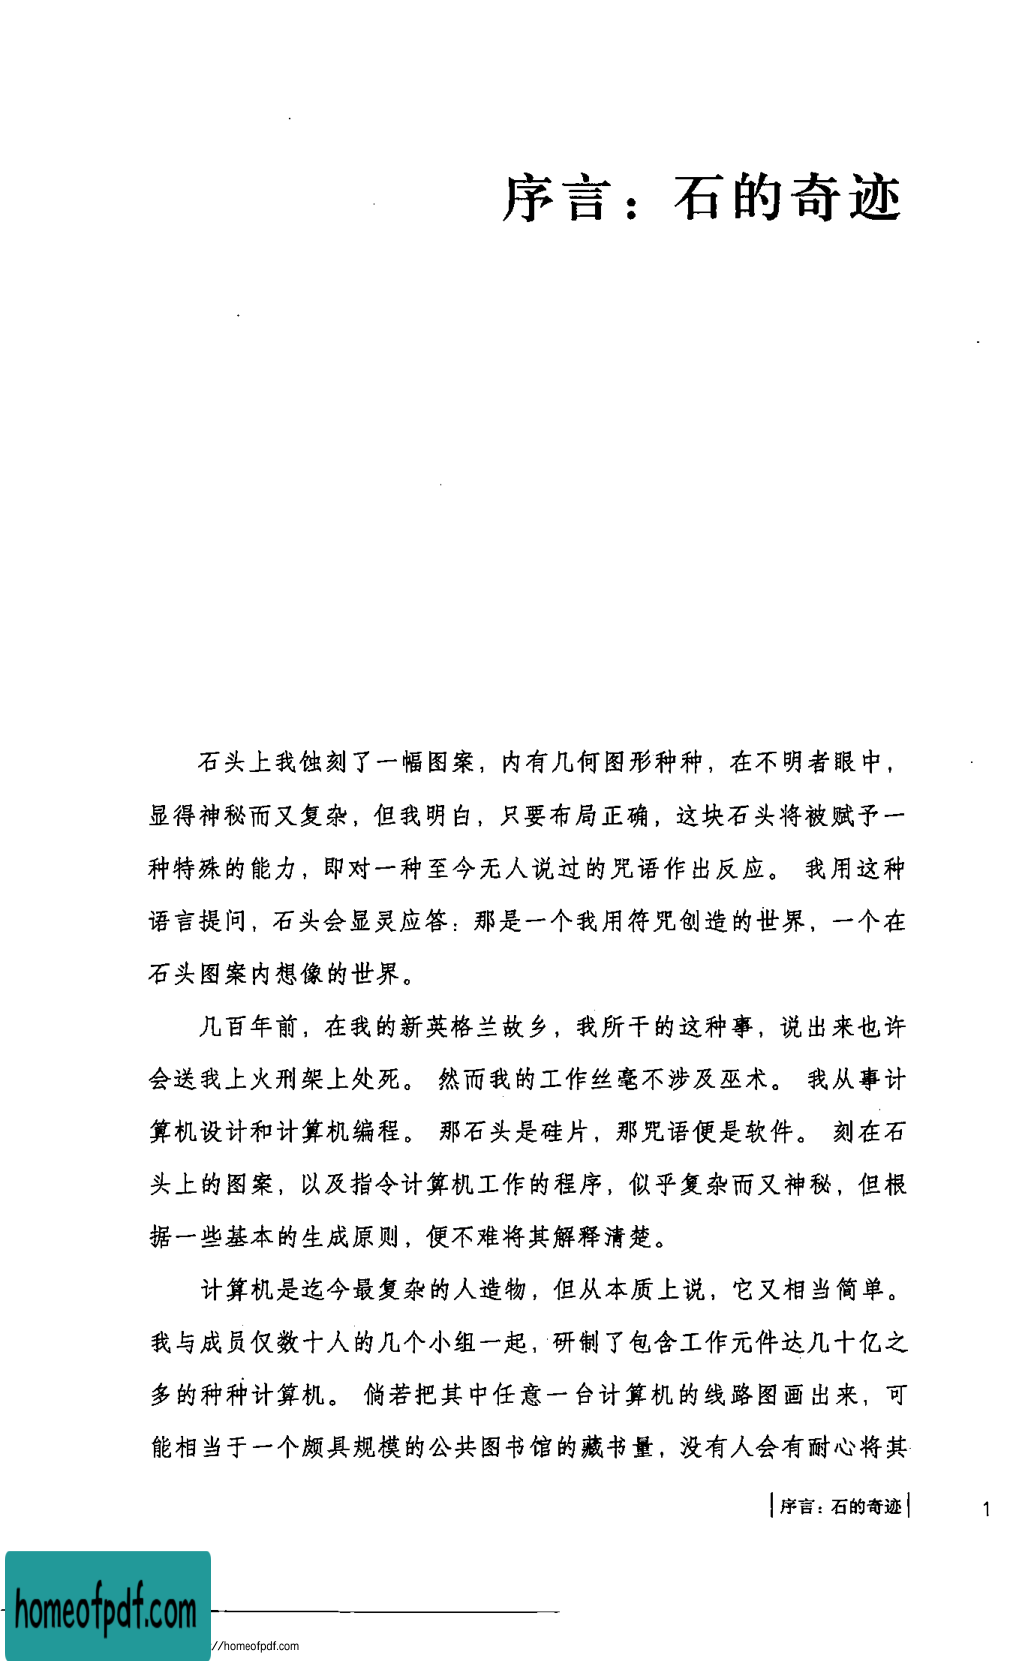 序言：石的奇迹
石头上我蚀刻了一幅图案，内有几何图形种种，在不明者眼中，
显得神秘而又复杂，但我明白，只要布局正确，这块石头将被赋予一
种特殊的能力，即对一种至今无人说过的咒语作出反应。 我用这种
语言提问，石头会显灵应答：那是一个我用符咒创造的世界，一个在
石头图案内想像的世界。
几百年前，在我的新英格兰故乡，我所干的这种事，说出来也许
会送我上火刑架上处死。 然而我的工作丝毫不涉及巫术。 我从事计
算机设计和计算机编程。 那石头是硅片，那咒语便是软件。 刻在石
头上的图案，以及指令计算机工作的程序，似乎复杂而又神秘，但根
据一些基本的生成原则，便不难将其解释清楚。
计算机是迄今最复杂的人造物，但从本质上说，它又相当简单。
我与成员仅数十人的几个小组一起，研制了包含工作元件达几十亿之
多的种种计算机。 倘若把其中任意一台计算机的线路图画出来，可
能相当于一个颇具规模的公共图书馆的藏书量，没有人会有耐心将其
序言：石的奇迹
1
homeofpdf.com
//homeofpdf.com